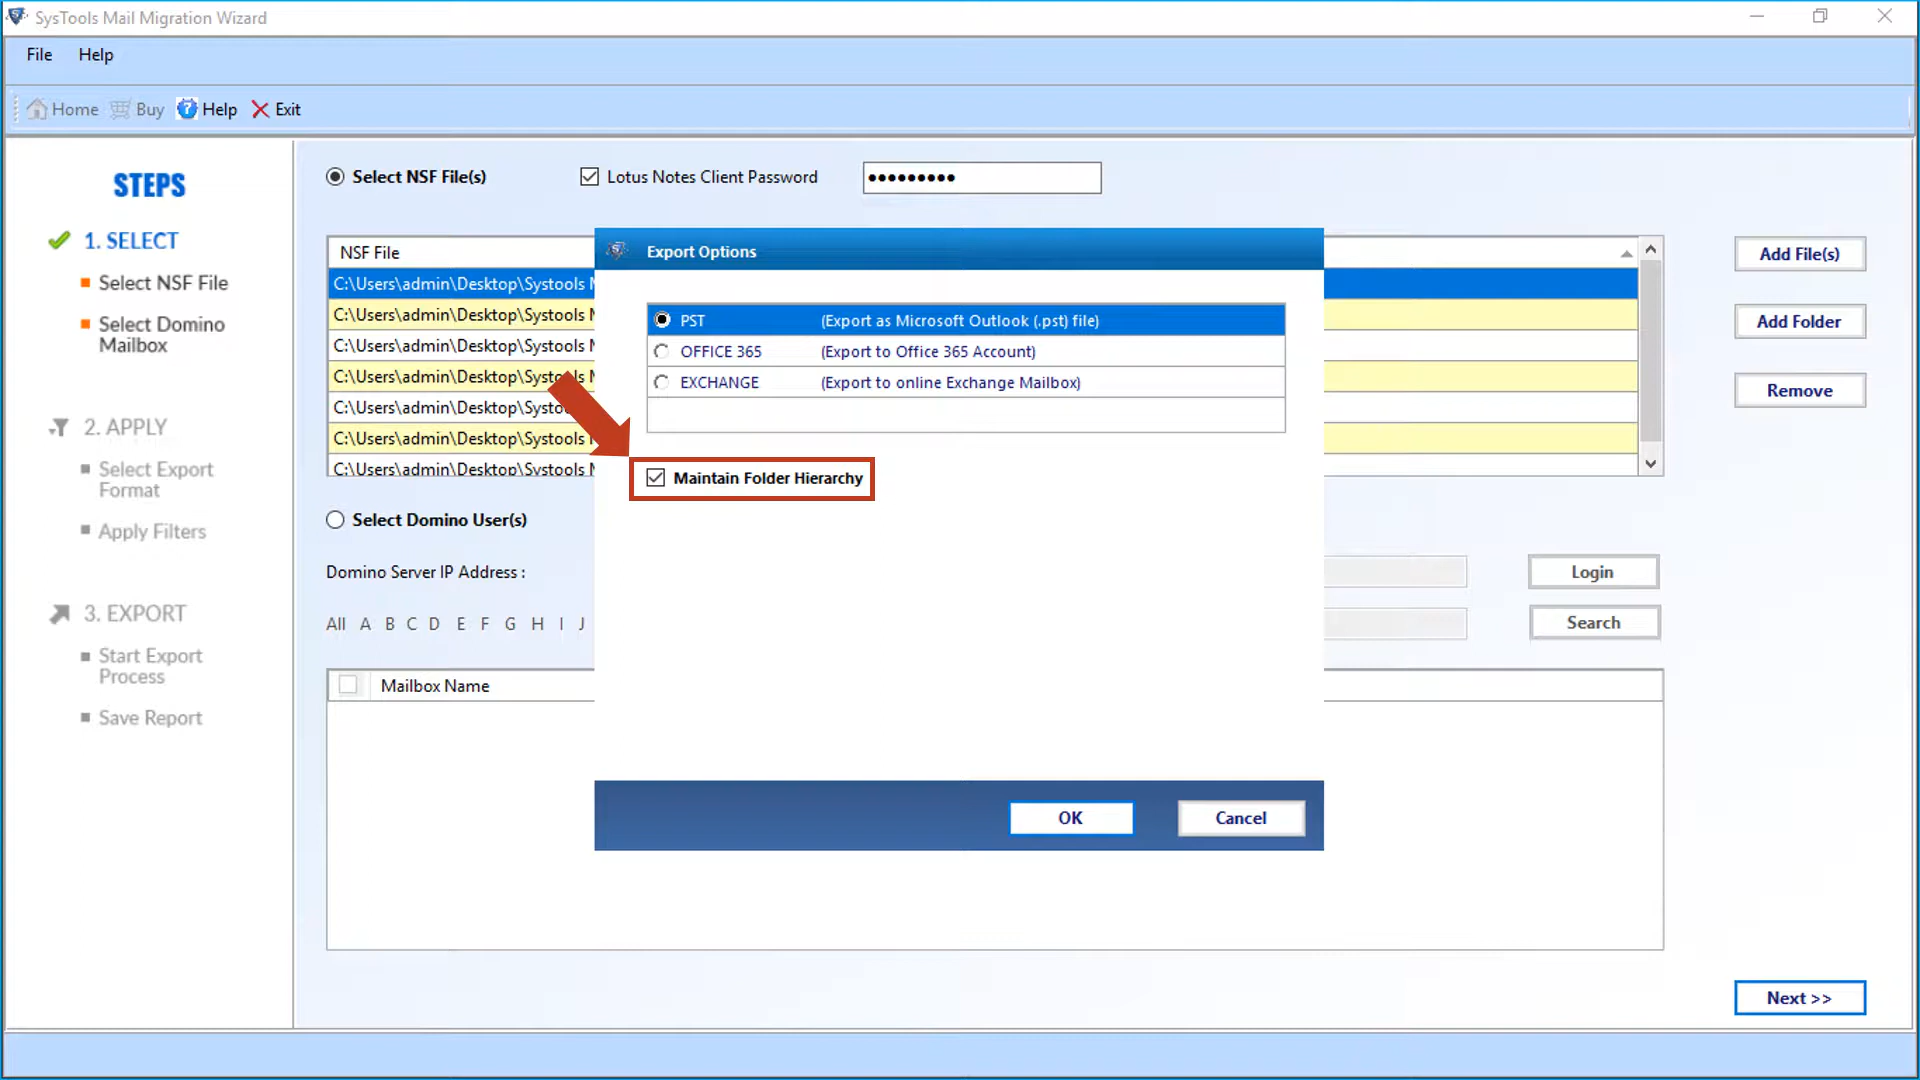 SysTools Mail Migration Wizard
File Help
Home Buy Help Exit
STEPS
1. SELECT
Select NSF File
Select Domino
Mailbox
2. APPLY
Select Export
Format
Apply Filters
3. EXPORT
Start Export
Process
Save Report
Select NSF File(s) Lotus Notes Client Password •••••••••
NSF File
C:\Users\admin\Desktop\Systools
C:\Users\admin\Desktop\Systools
C:\Users\admin\Desktop\Systools
C:\Users\admin\Desktop\Systools
C:\Users\admin\Desktop\Systo
C:\Users\admin\Desktop\Systools
C:\Users\admin\Desktop\Systools
Add File(s)
Add Folder
Remove
Export Options
PST (Export as Microsoft Outlook (.pst) file)
OFFICE 365 (Export to Office 365 Account)
EXCHANGE (Export to online Exchange Mailbox)
Maintain Folder Hierarchy
OK Cancel
Select Domino User(s)
Domino Server IP Address :
Login
All A B C D E F G H I J
Search
Mailbox Name
Next >>